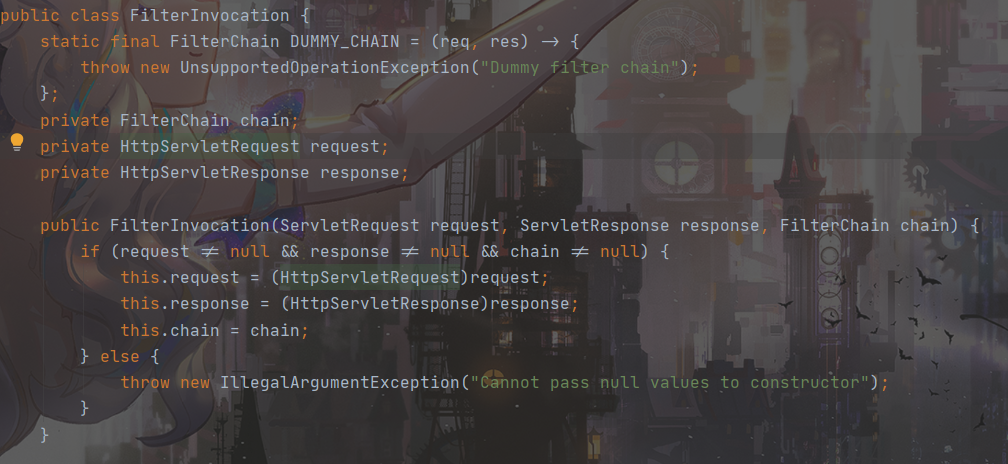 public class FilterInvocation {
    static final FilterChain DUMMY_CHAIN = (req, res) -> {
        throw new UnsupportedOperationException("Dummy filter chain");
    };
    private FilterChain chain;
    private HttpServletRequest request;
    private HttpServletResponse response;

    public FilterInvocation(ServletRequest request, ServletResponse response, FilterChain chain) {
        if (request != null && response != null && chain != null) {
            this.request = (HttpServletRequest)request;
            this.response = (HttpServletResponse)response;
            this.chain = chain;
        } else {
            throw new IllegalArgumentException("Cannot pass null values to constructor");
        }
    }